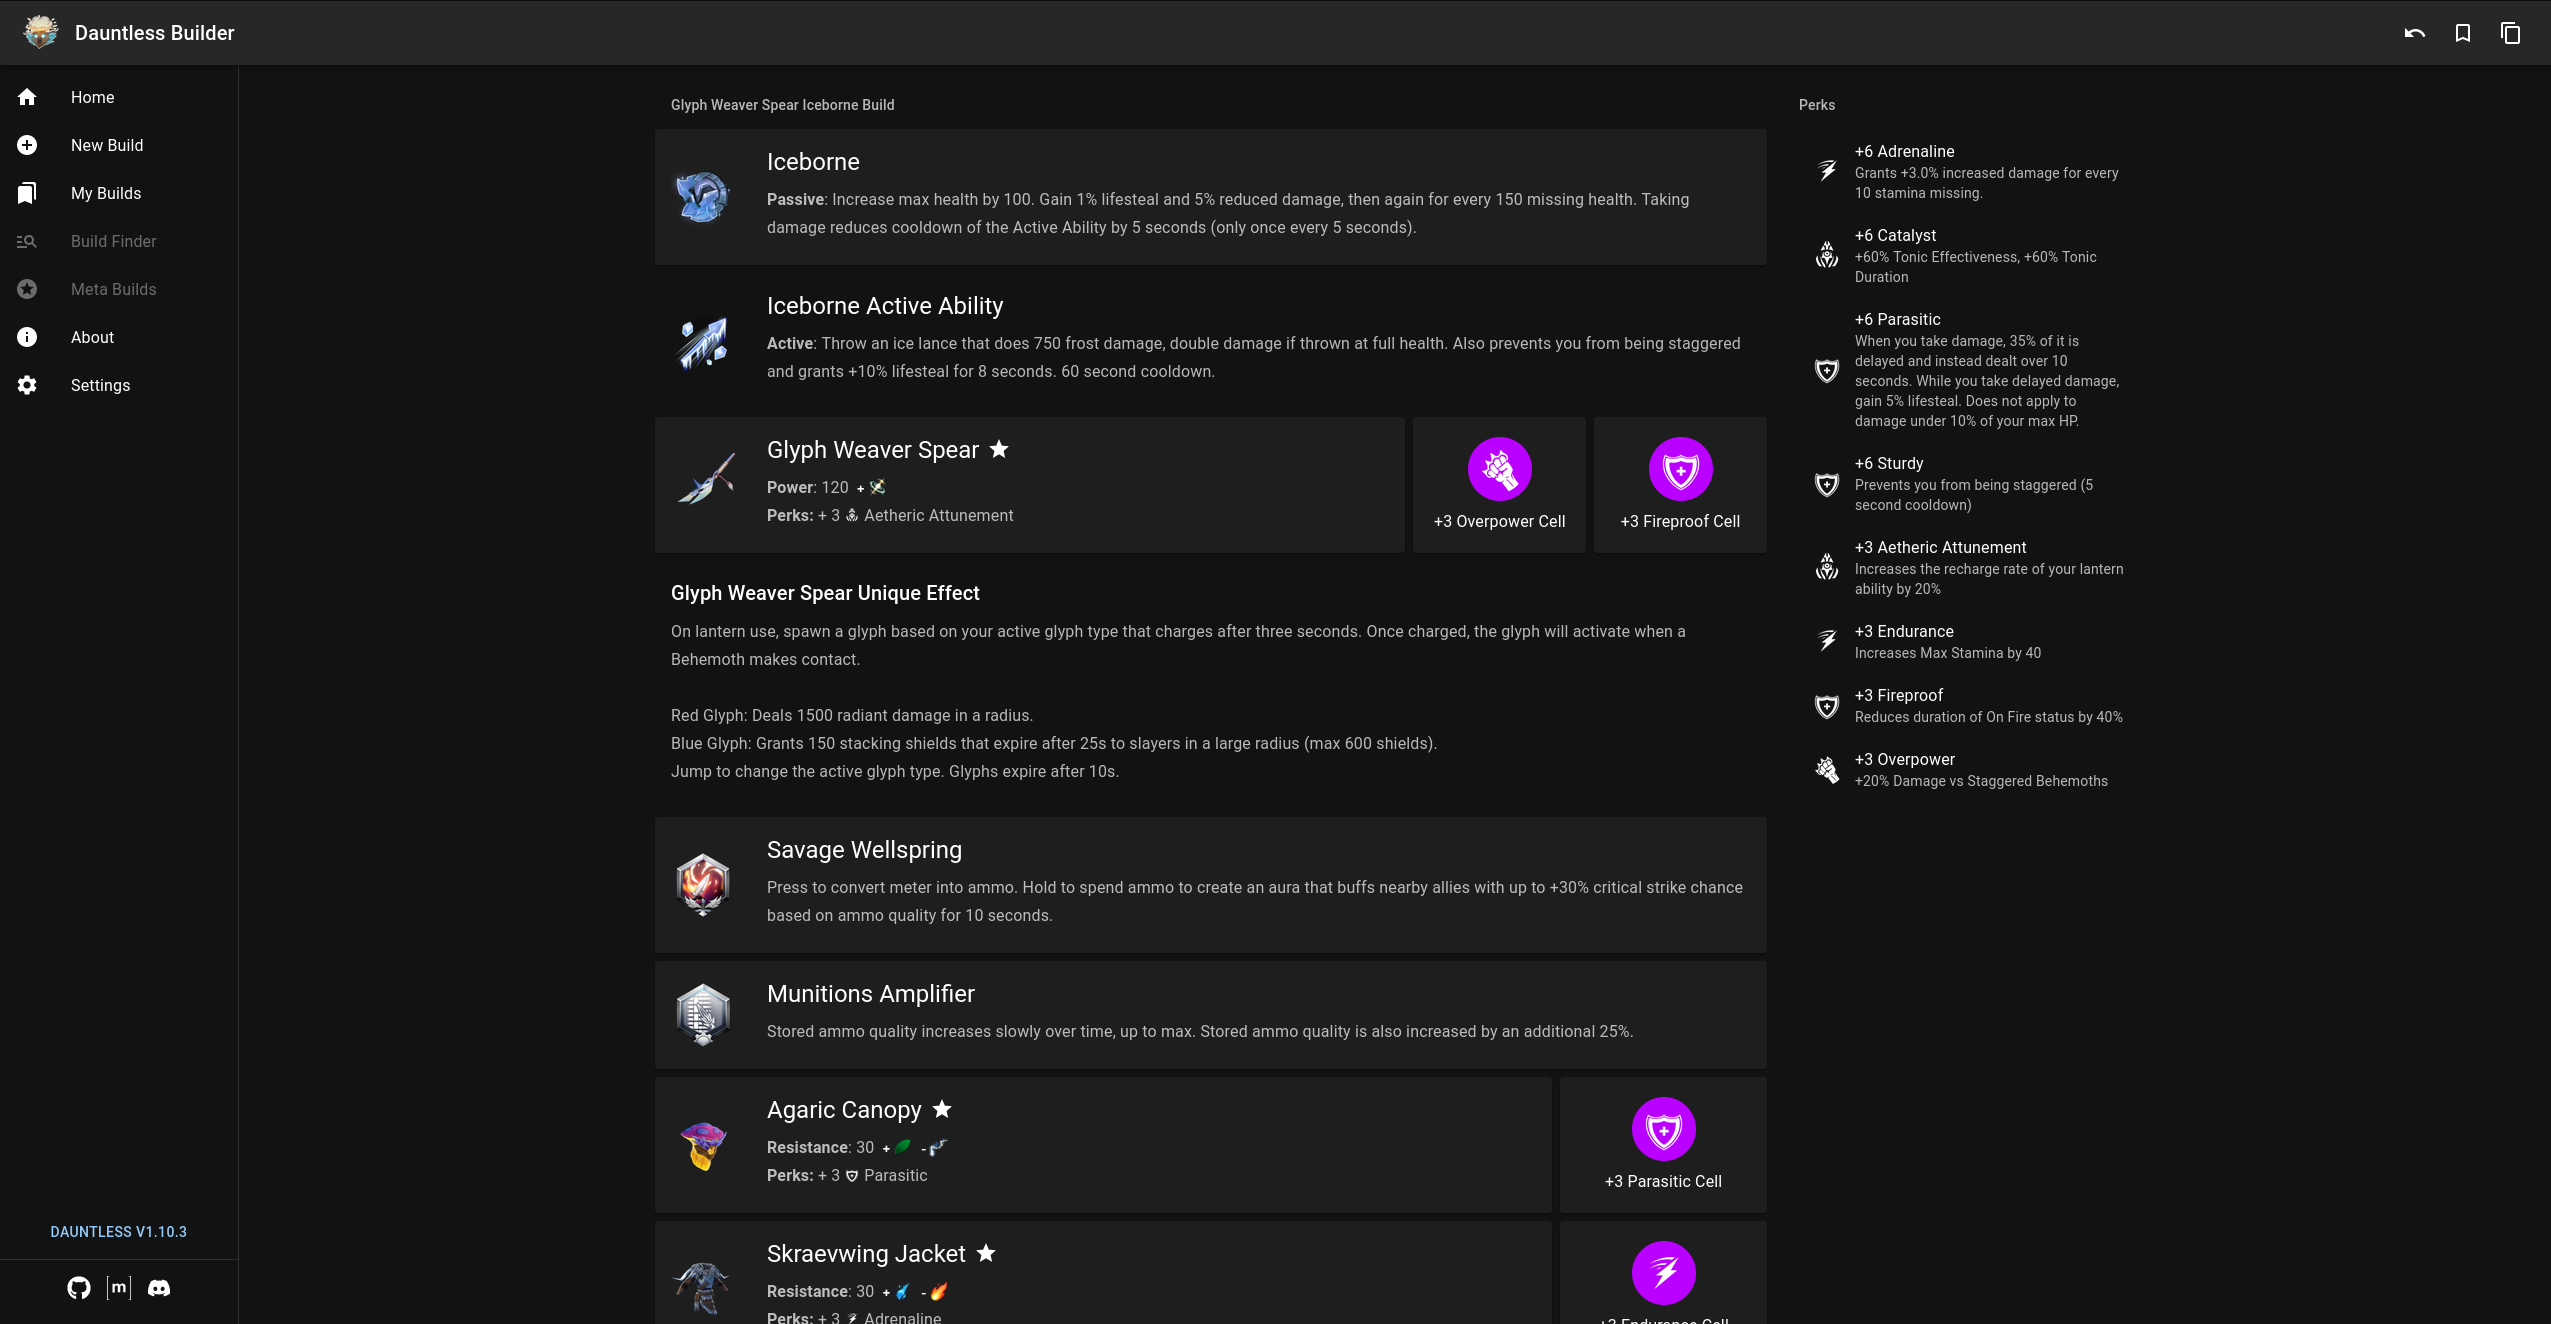 Dauntless Builder
Home
New Build
My Builds
Build Finder
Meta Builds
About
Settings
DAUNTLESS V1.10.3
[m]
Glyph Weaver Spear Iceborne Build
Iceborne
Passive: Increase max health by 100. Gain 1% lifesteal and 5% reduced damage, then again for every 150 missing health. Taking
damage reduces cooldown of the Active Ability by 5 seconds (only once every 5 seconds).
Iceborne Active Ability
Active: Throw an ice lance that does 750 frost damage, double damage if thrown at full health. Also prevents you from being staggered
and grants +10% lifesteal for 8 seconds. 60 second cooldown.
Glyph Weaver Spear
Power: 120 +
Perks: + 3 Aetheric Attunement
+3 Overpower Cell
+3 Fireproof Cell
Glyph Weaver Spear Unique Effect
On lantern use, spawn a glyph based on your active glyph type that charges after three seconds. Once charged, the glyph will activate when a
Behemoth makes contact.
Red Glyph: Deals 1500 radiant damage in a radius.
Blue Glyph: Grants 150 stacking shields that expire after 25s to slayers in a large radius (max 600 shields).
Jump to change the active glyph type. Glyphs expire after 10s.
Savage Wellspring
Press to convert meter into ammo. Hold to spend ammo to create an aura that buffs nearby allies with up to +30% critical strike chance
based on ammo quality for 10 seconds.
Munitions Amplifier
Stored ammo quality increases slowly over time, up to max. Stored ammo quality is also increased by an additional 25%.
Agaric Canopy
Resistance: 30 + -
Perks: + 3 Parasitic
+3 Parasitic Cell
Skraevwing Jacket
Resistance: 30 + -
Perks: + 3 Adrenaline
+3 Endurance Cell
Perks
+6 Adrenaline
Grants +3.0% increased damage for every
10 stamina missing.
+6 Catalyst
+60% Tonic Effectiveness, +60% Tonic
Duration
+6 Parasitic
When you take damage, 35% of it is
delayed and instead dealt over 10
seconds. While you take delayed damage,
gain 5% lifesteal. Does not apply to
damage under 10% of your max HP.
+6 Sturdy
Prevents you from being staggered (5
second cooldown)
+3 Aetheric Attunement
Increases the recharge rate of your lantern
ability by 20%
+3 Endurance
Increases Max Stamina by 40
+3 Fireproof
Reduces duration of On Fire status by 40%
+3 Overpower
+20% Damage vs Staggered Behemoths